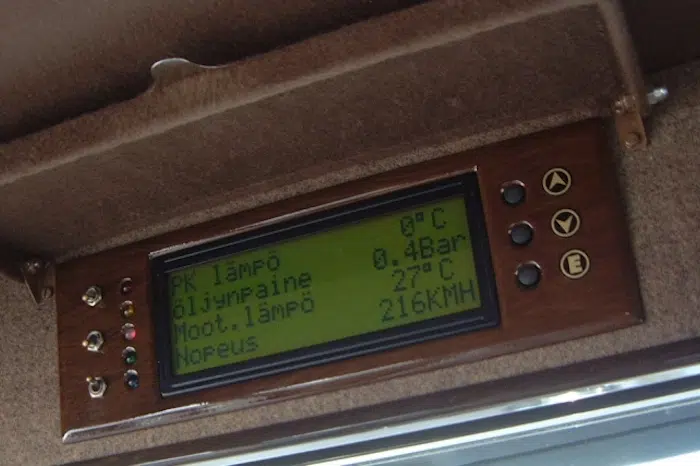 PK lämpö 0°C
öljynpaine 0.4Bar
Moot.lämpö 27°C
Nopeus 216KMH
E